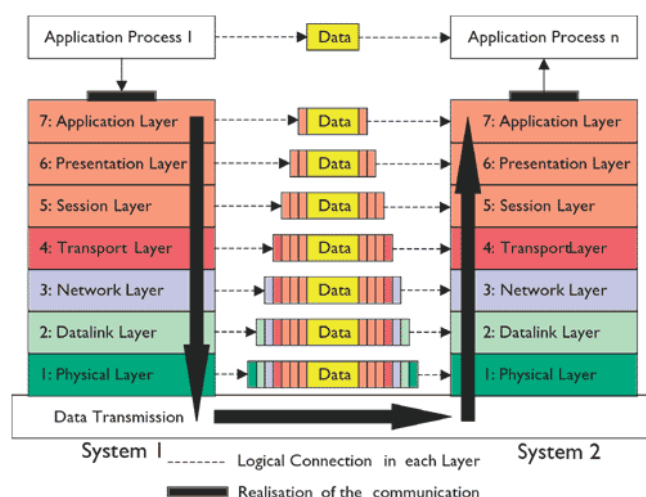 Application Process 1 Data Application Process n
7: Application Layer Data 7: Application Layer
6: Presentation Layer Data 6: Presentation Layer
5: Session Layer Data 5: Session Layer
4: Transport Layer Data 4: TransportLayer
3: Network Layer Data 3: Network Layer
2: Datalink Layer Data 2: Datalink Layer
1: Physical Layer Data 1: Physical Layer
Data Transmission
System 1 System 2
Logical Connection in each Layer
Realisation of the communication